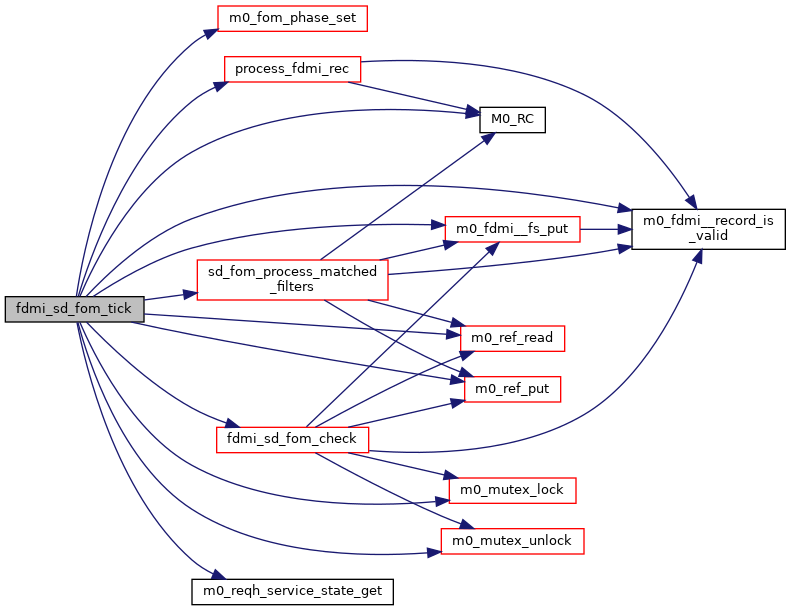 m0_fom_phase_set
process_fdmi_rec
M0_RC
m0_fdmi__record_is
_valid
m0_fdmi__fs_put
sd_fom_process_matched
_filters
fdmi_sd_fom_tick
m0_ref_read
m0_ref_put
fdmi_sd_fom_check
m0_mutex_lock
m0_mutex_unlock
m0_reqh_service_state_get